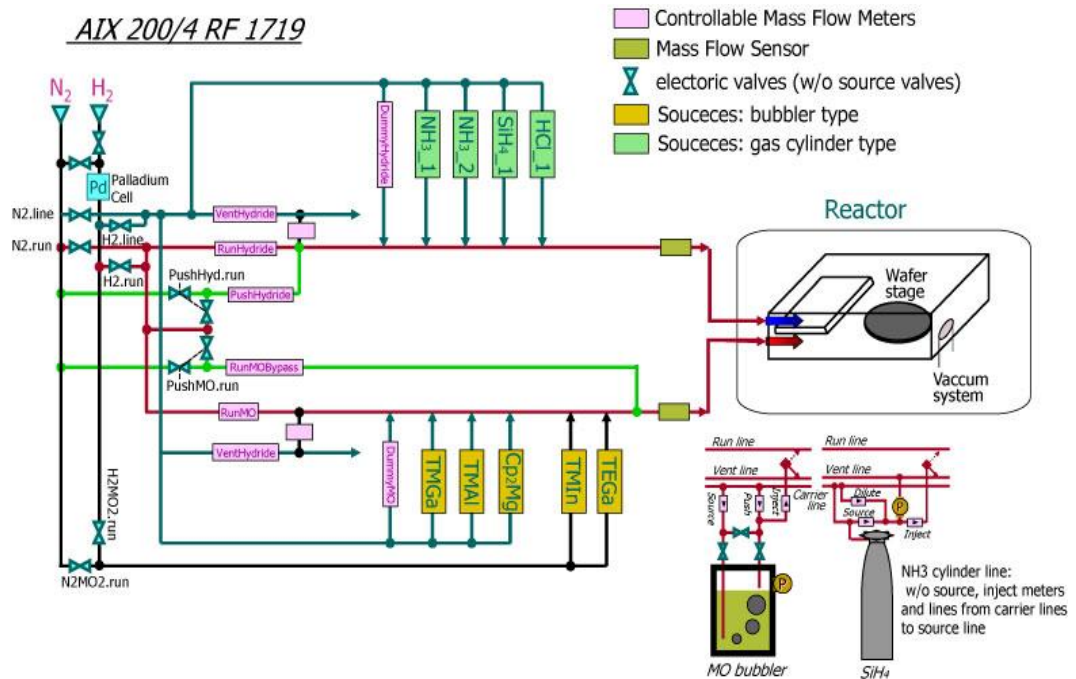 AIX 200/4 RF 1719
Controllable Mass Flow Meters
Mass Flow Sensor
electoric valves (w/o source valves)
Souceces: bubbler type
Souceces: gas cylinder type
N2
H2
Pd
Palladium
Cell
N2.line
H2.line
N2.run
H2.run
VentHydride
RunHydride
PushHyd.run
PushHydride
DummyHydride
NH3_1
NH3_2
SiH4_1
HCl_1
PushMO.run
RunMOBypass
RunMO
VentHydride
DummyMO
TMGa
TMAl
Cp2Mg
TMIn
TEGa
H2MO2.run
N2MO2.run
Reactor
Wafer
stage
Vaccum
system
Run line
Vent line
Carrier
line
Source
Push
Inject
P
MO bubbler
Run line
Vent line
Dilute
Source
P
Inject
SiH4
NH3 cylinder line:
w/o source, inject meters
and lines from carrier lines
to source line